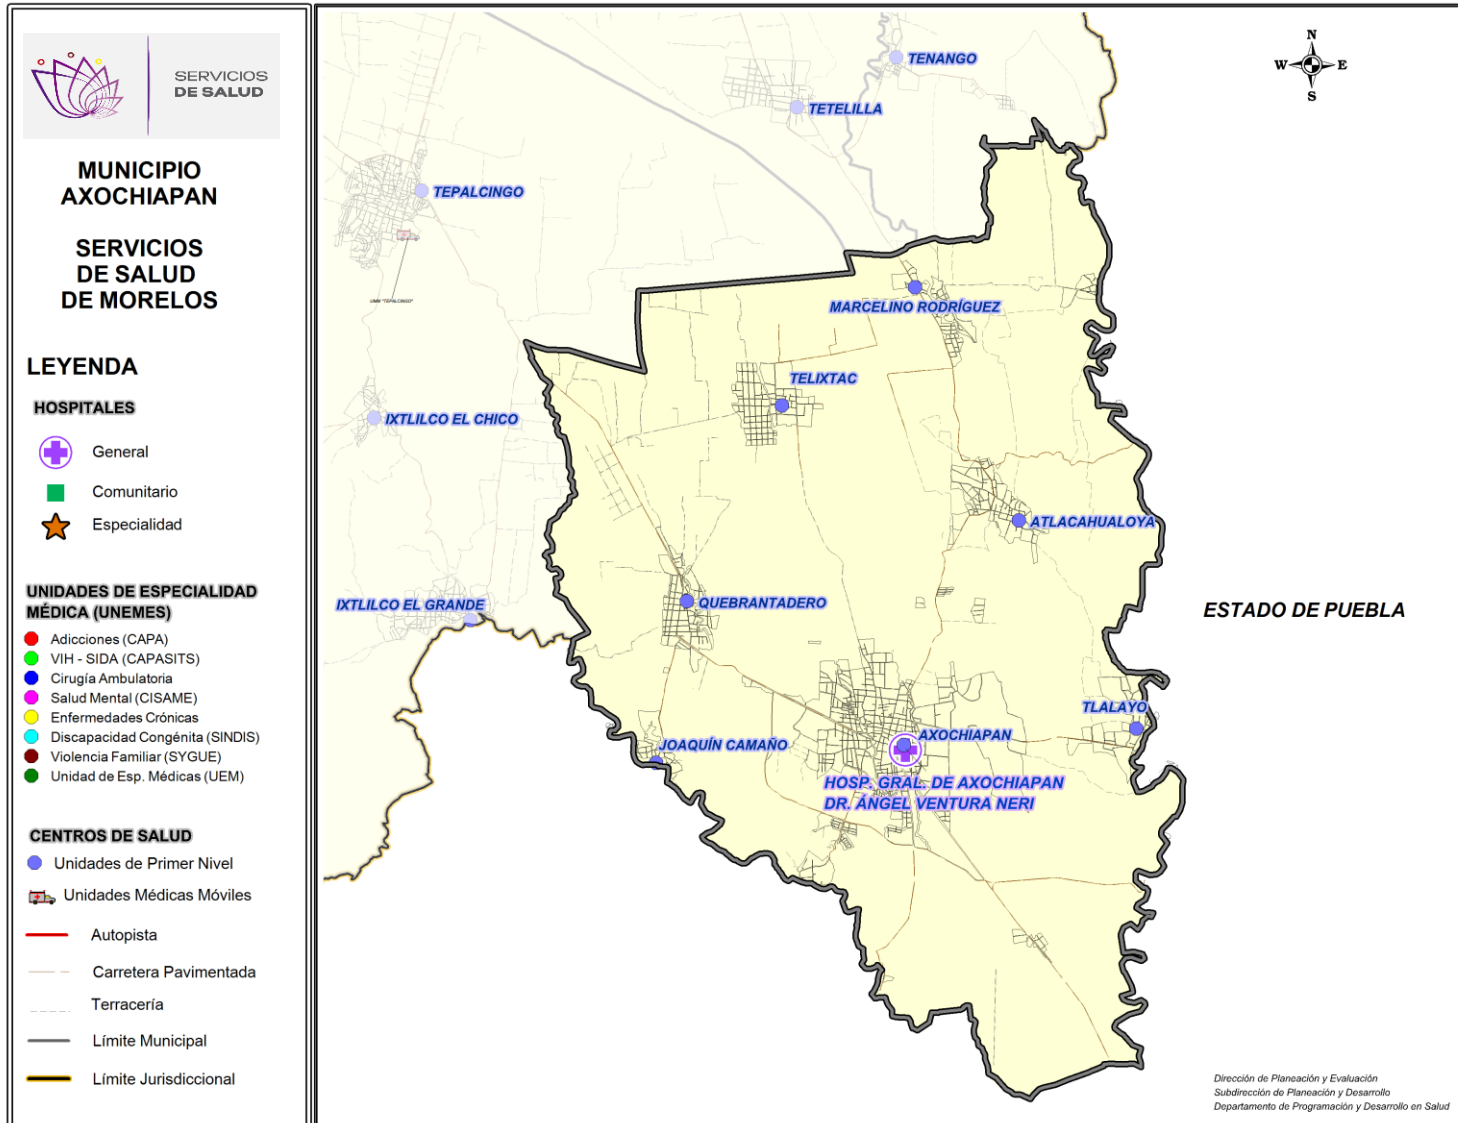 SERVICIOS
DE SALUD
MUNICIPIO
AXOCHIAPAN
SERVICIOS
DE SALUD
DE MORELOS
LEYENDA
HOSPITALES
General
Comunitario
Especialidad
UNIDADES DE ESPECIALIDAD
MÉDICA (UNEMES)
Adicciones (CAPA)
VIH - SIDA (CAPASITS)
Cirugía Ambulatoria
Salud Mental (CISAME)
Enfermedades Crónicas
Discapacidad Congénita (SINDIS)
Violencia Familiar (SYGUE)
Unidad de Esp. Médicas (UEM)
CENTROS DE SALUD
Unidades de Primer Nivel
Unidades Médicas Móviles
Autopista
Carretera Pavimentada
Terracería
Límite Municipal
Límite Jurisdiccional
N
W E
S
TENANGO
TETELILLA
TEPALCINGO
UMM "TEPALCINGO"
MARCELINO RODRÍGUEZ
TELIXTAC
IXTLILCO EL CHICO
ATLACAHUALOYA
QUEBRANTADERO
IXTLILCO EL GRANDE
ESTADO DE PUEBLA
TLALAYO
AXOCHIAPAN
JOAQUÍN CAMAÑO
HOSP. GRAL. DE AXOCHIAPAN
DR. ÁNGEL VENTURA NERI
Dirección de Planeación y Evaluación
Subdirección de Planeación y Desarrollo
Departamento de Programación y Desarrollo en Salud